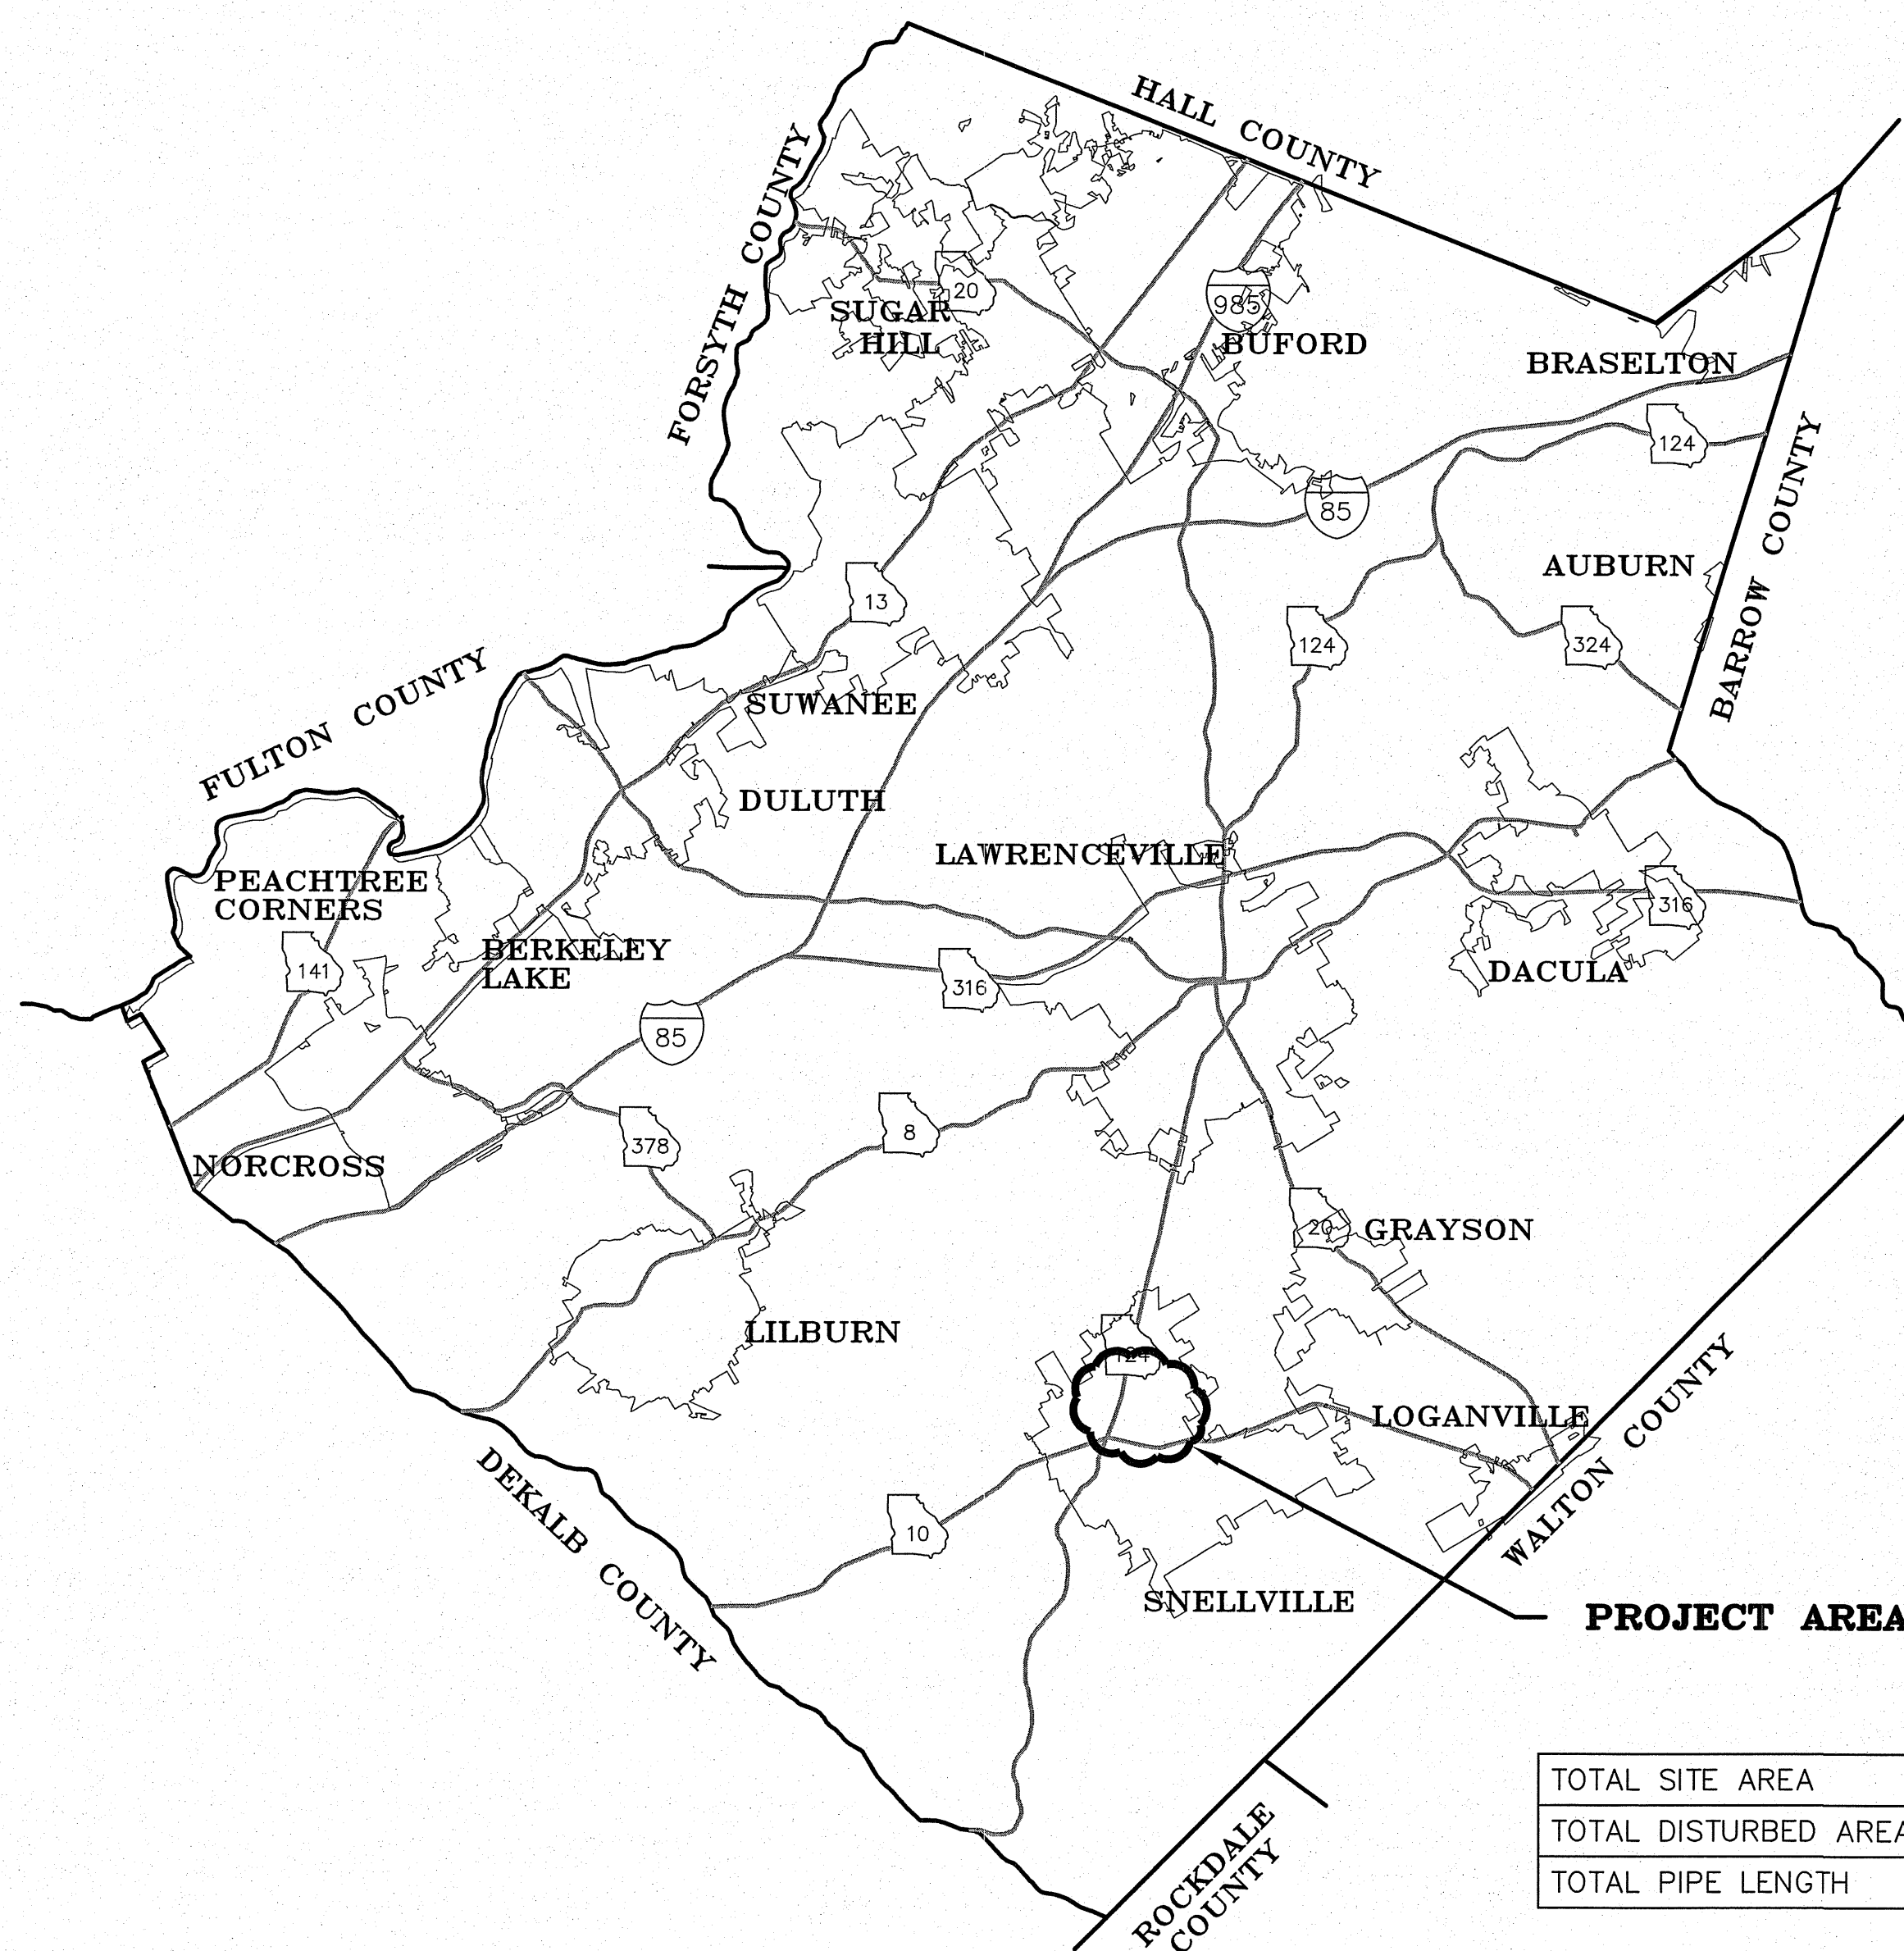 HALL COUNTY
FORSYTH COUNTY
20
985
SUGAR
HILL
BUFORD
BRASELTON
124
85
BARROW COUNTY
AUBURN
13
124
324
FULTON COUNTY
SUWANEE
DULUTH
LAWRENCEVILLE
PEACHTREE
CORNERS
316
BERKELEY
LAKE
141
316
DACULA
85
8
378
NORCROSS
20
GRAYSON
LILBURN
124
LOGANVILLE
WALTON COUNTY
DEKALB COUNTY
10
SNELLVILLE
PROJECT AREA
TOTAL SITE AREA
TOTAL DISTURBED AREA
TOTAL PIPE LENGTH
ROCKDALE
COUNTY